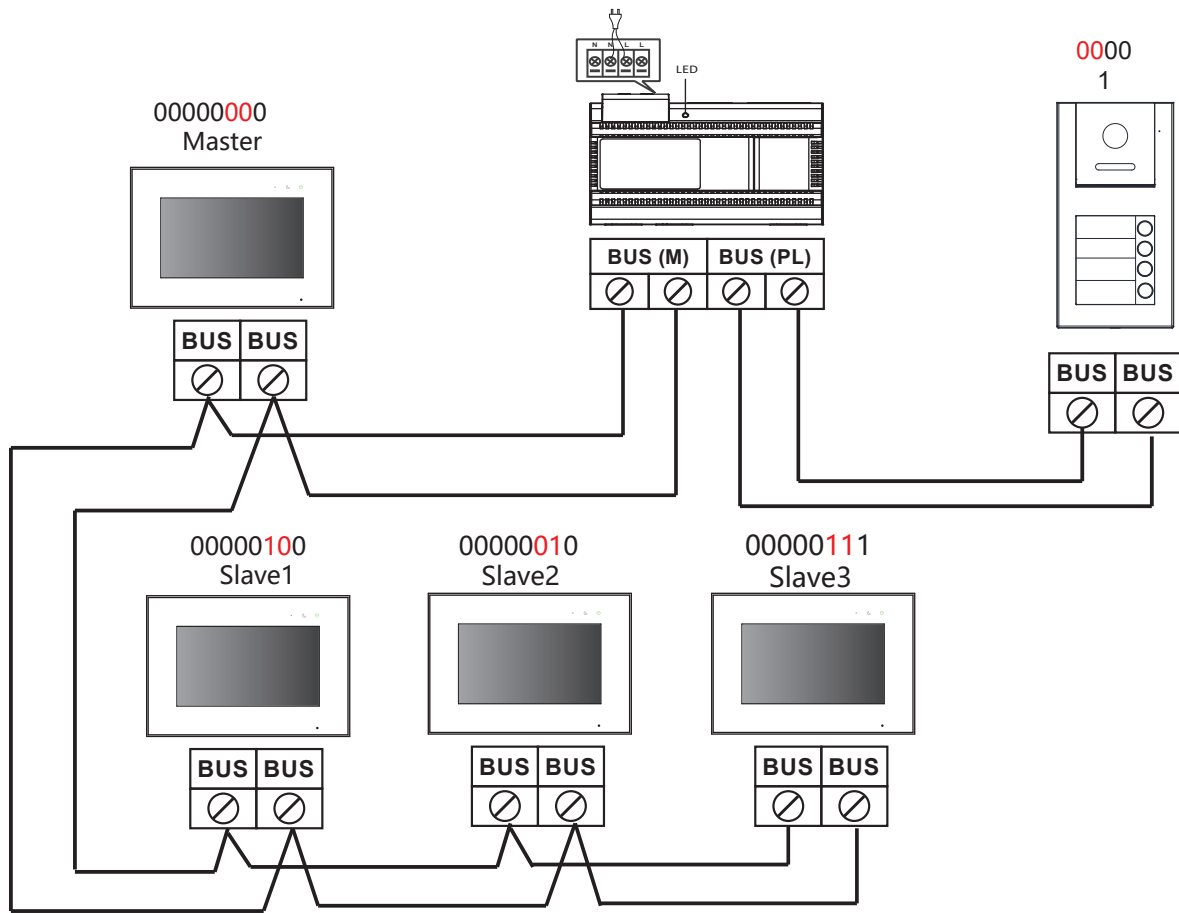 N N L L
LED
0000
1
00000000
Master
BUS (M) BUS (PL)
BUS BUS
BUS BUS
00000100
Slave1
00000010
Slave2
00000111
Slave3
BUS BUS
BUS BUS
BUS BUS